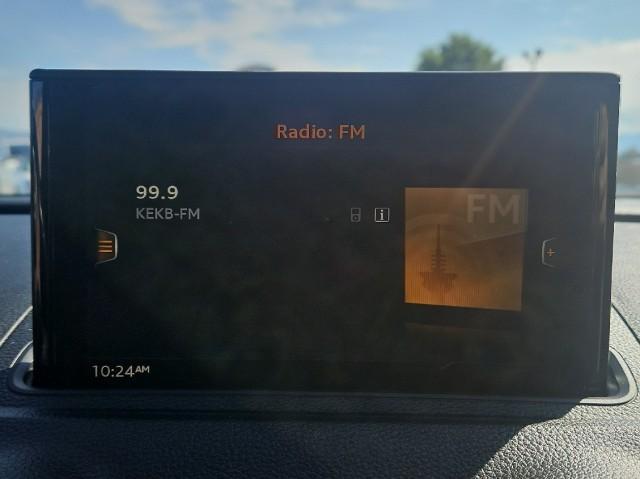 Radio: FM
99.9
KEKB-FM
i
FM
10:24AM